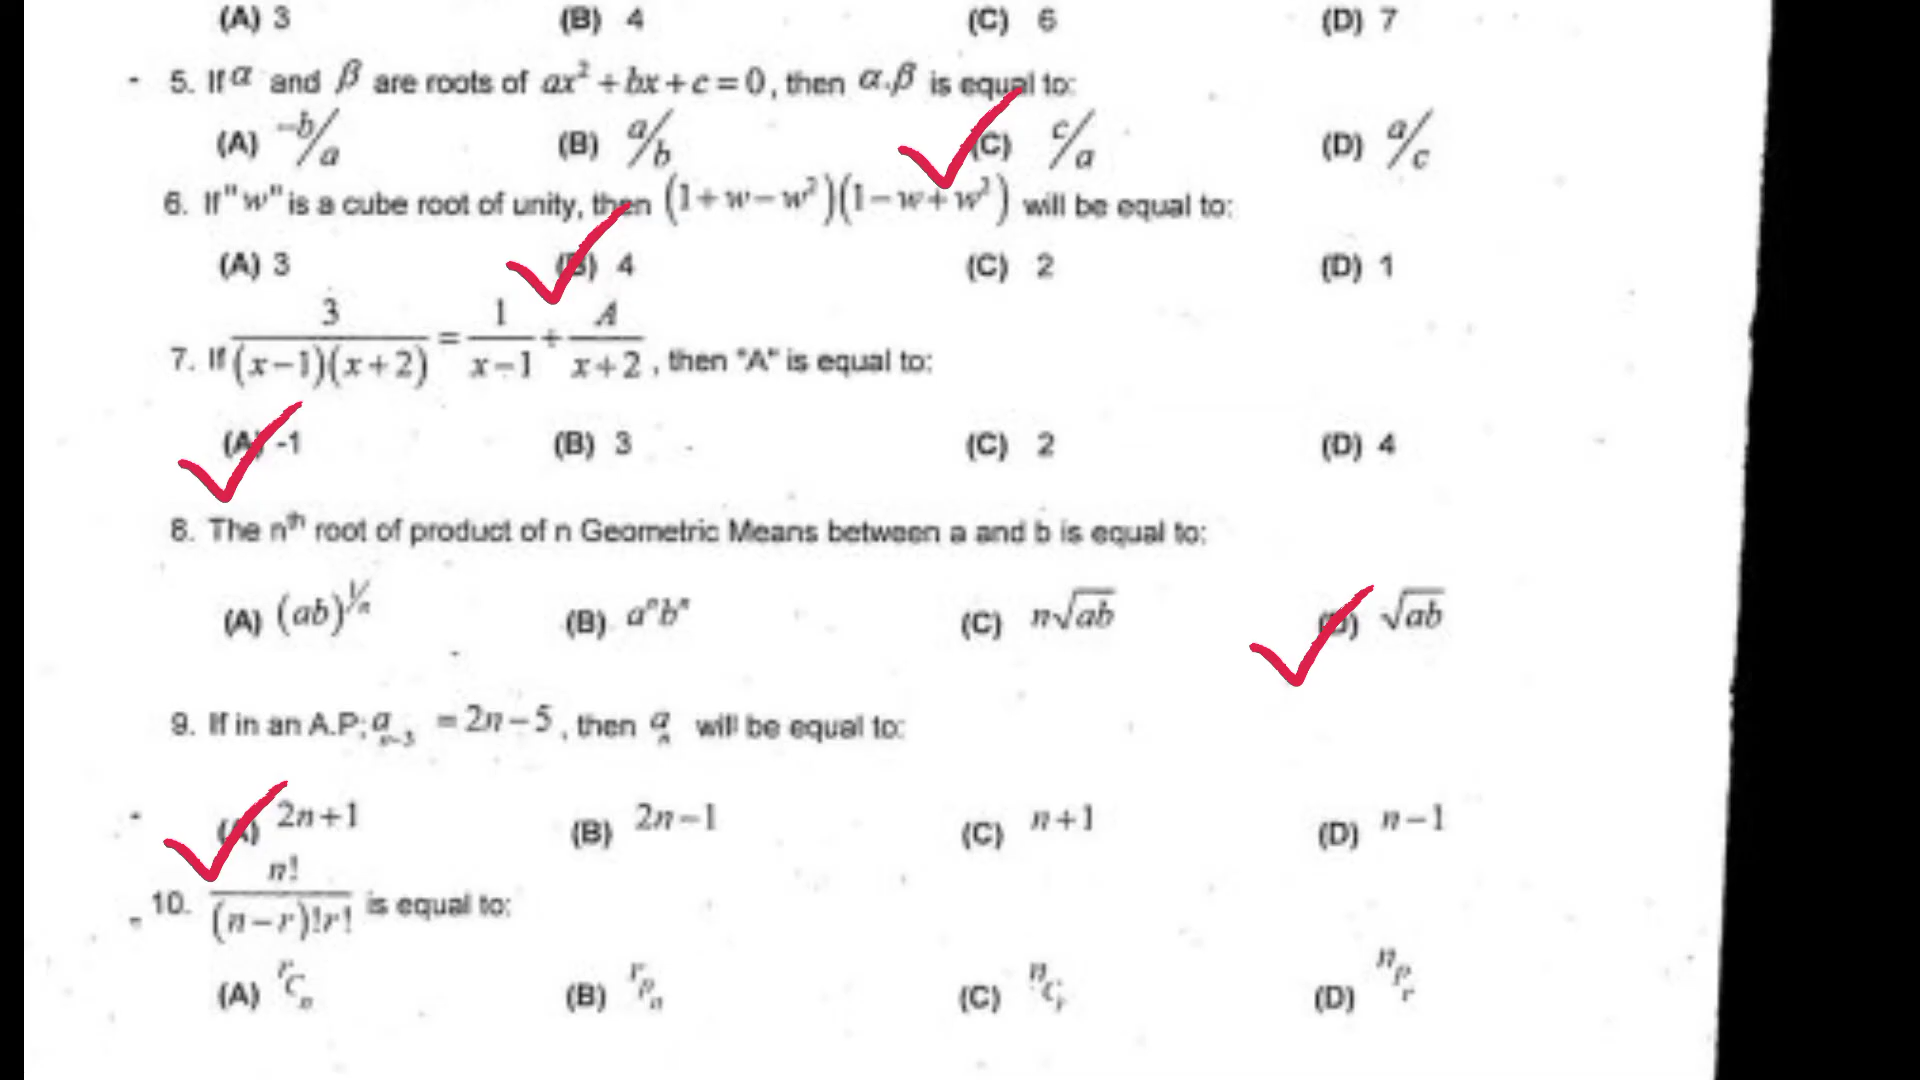 (A) 3 (B) 4 (C) 6 (D) 7
5. If α and β are roots of ax² + bx + c = 0, then α.β is equal to:
(A) -b/a (B) a/b (C) c/a (D) a/c
6. If "w" is a cube root of unity, then (1+w−w²)(1−w+w²) will be equal to:
(A) 3 (B) 4 (C) 2 (D) 1
7. If 3/((x−1)(x+2)) = 1/(x−1) + A/(x+2), then "A" is equal to:
(A) -1 (B) 3 (C) 2 (D) 4
8. The nth root of product of n Geometric Means between a and b is equal to:
(A) (ab)^1/n (B) aⁿbⁿ (C) n√ab (D) √ab
9. If in an A.P; a_n−3 = 2n−5, then a_n will be equal to:
(A) 2n+1 (B) 2n−1 (C) n+1 (D) n−1
10. n!/((n−r)!r!) is equal to:
(A) ʳCₙ (B) ʳPₙ (C) ⁿCᵣ (D) ⁿPᵣ